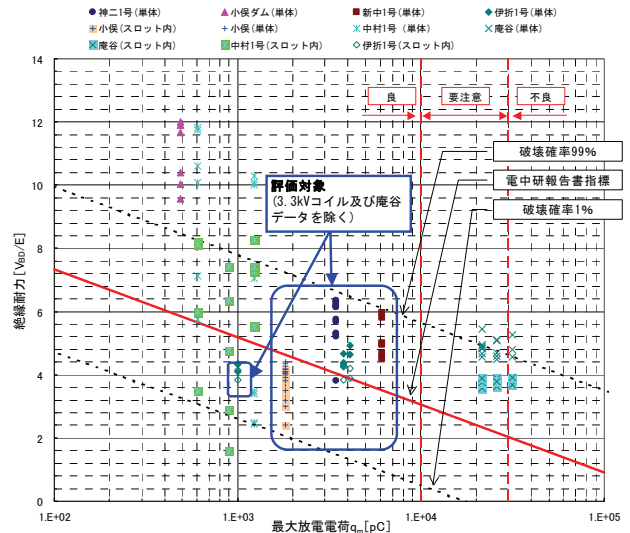 神二1号(単体)
小俣ダム(単体)
新中1号(単体)
伊折1号(単体)
小俣(スロット内)
小俣(単体)
中村1号 (単体)
庵谷(単体)
庵谷(スロット内)
中村1号(スロット内)
伊折1号(スロット内)
良
要注意
不良
破壊確率99%
電中研報告書指標
破壊確率1%
評価対象
(3.3kVコイル及び庵谷
データを除く)
絶縁耐力[VBD/E]
14
12
10
8
6
4
2
0
1.E+02
1.E+03
1.E+04
1.E+05
最大放電電荷qm[pC]